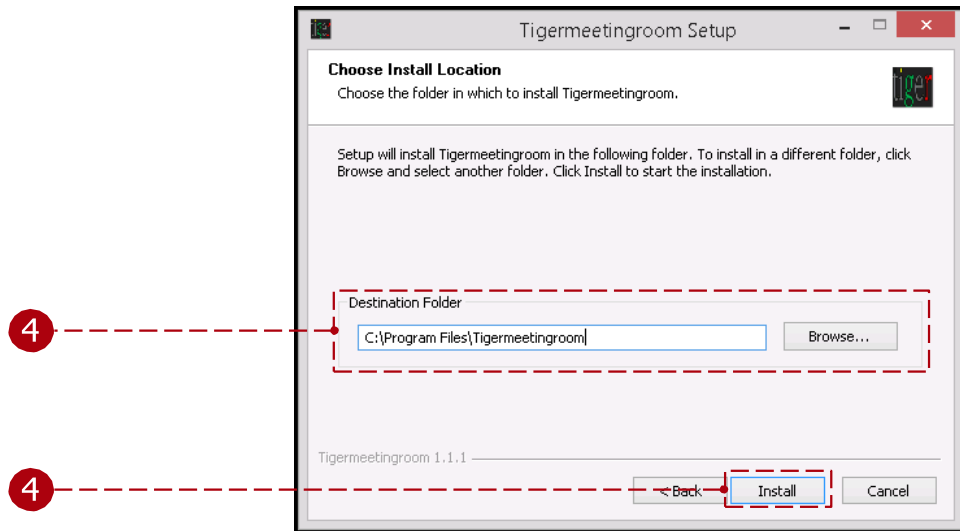 Tigermeetingroom Setup
Choose Install Location
Choose the folder in which to install Tigermeetingroom.
tiger
Setup will install Tigermeetingroom in the following folder. To install in a different folder, click
Browse and select another folder. Click Install to start the installation.
Destination Folder
4
C:\Program Files\Tigermeetingroom
Browse...
Tigermeetingroom 1.1.1
4
< Back
Install
Cancel